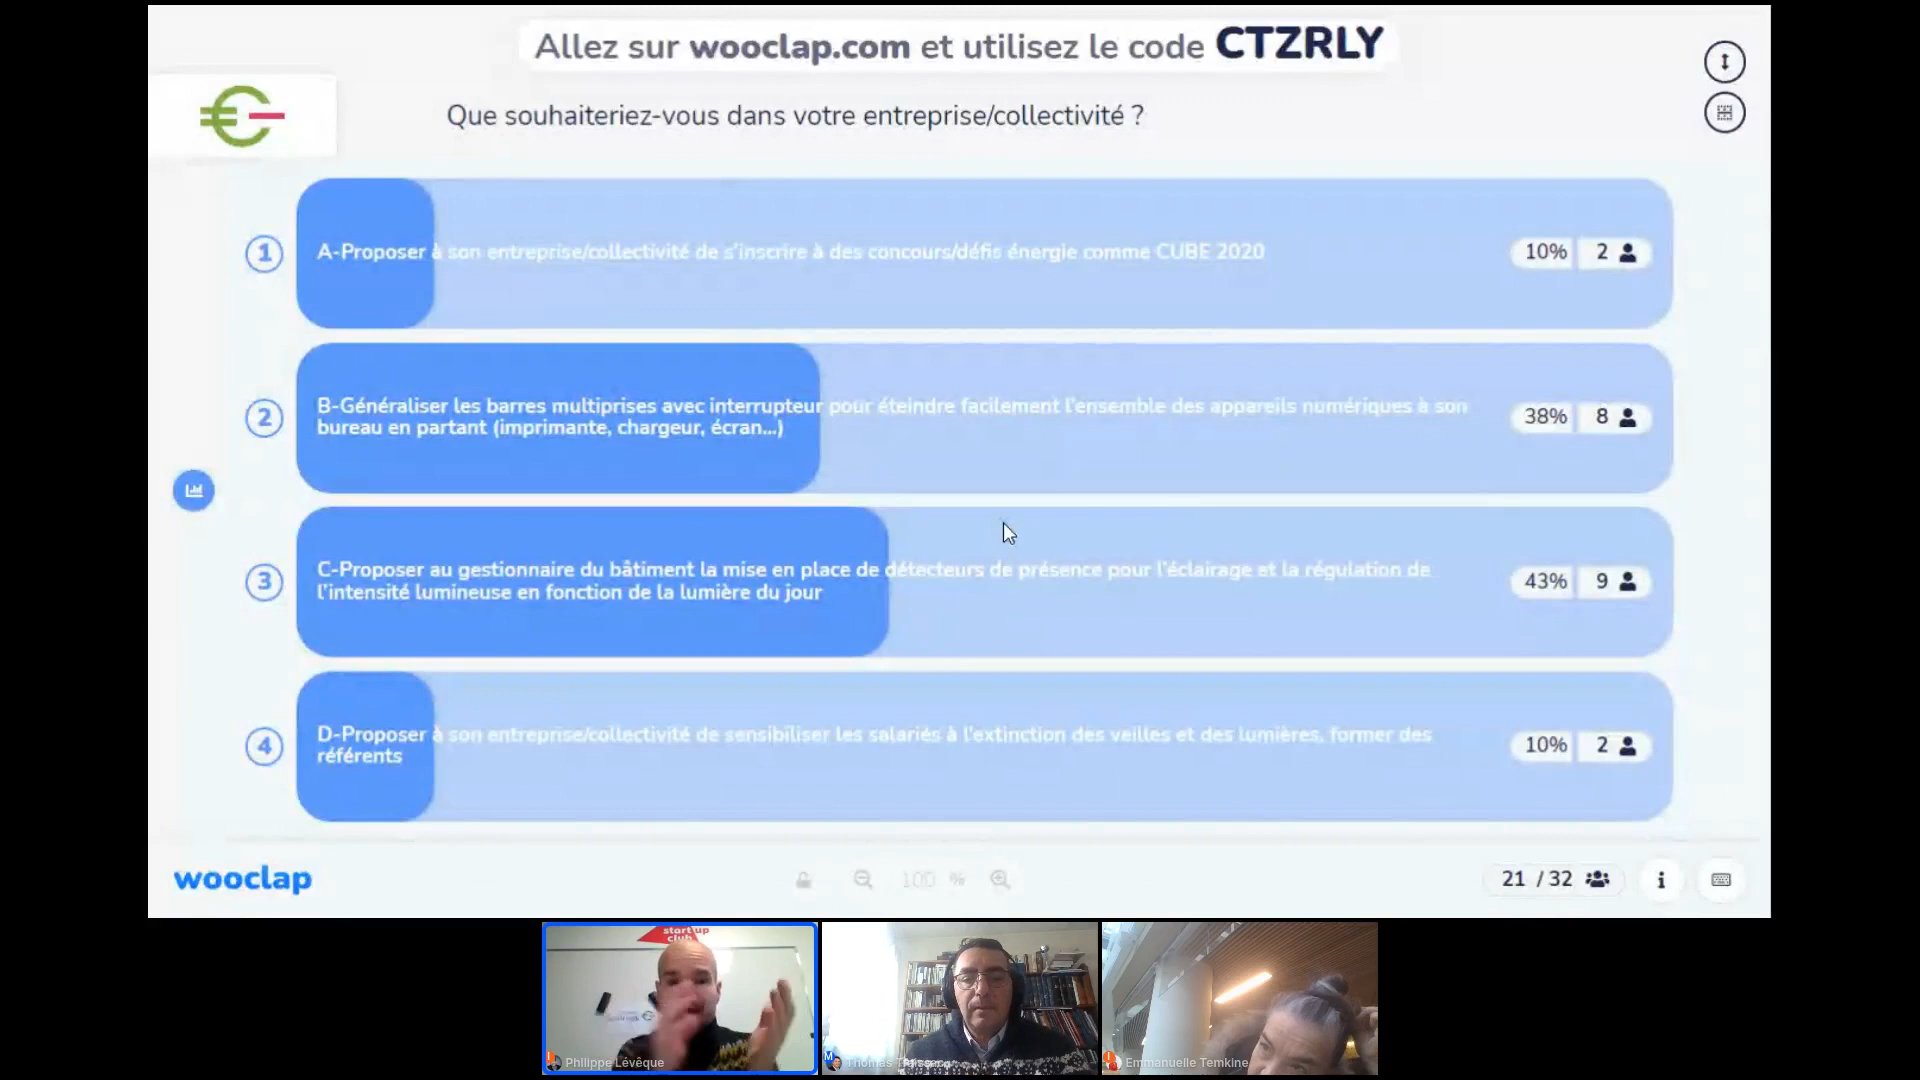 Allez sur wooclap.com et utilisez le code CTZRLY
Que souhaiteriez-vous dans votre entreprise/collectivité ?
1
A-Proposer à son entreprise/collectivité de s'inscrire à des concours/défis énergie comme CUBE 2020
10% 2
2
B-Généraliser les barres multiprises avec interrupteur pour éteindre facilement l'ensemble des appareils numériques à son
bureau en partant (imprimante, chargeur, écran...)
38% 8
3
C-Proposer au gestionnaire du bâtiment la mise en place de détecteurs de présence pour l'éclairage et la régulation de
l'intensité lumineuse en fonction de la lumière du jour
43% 9
4
D-Proposer à son entreprise/collectivité de sensibiliser les salariés à l'extinction des veilles et des lumières, former des
référents
10% 2
wooclap
100 %
21 / 32
i
start up
club
Philippe Lévêque
Thomas
Emmanuelle Temkine